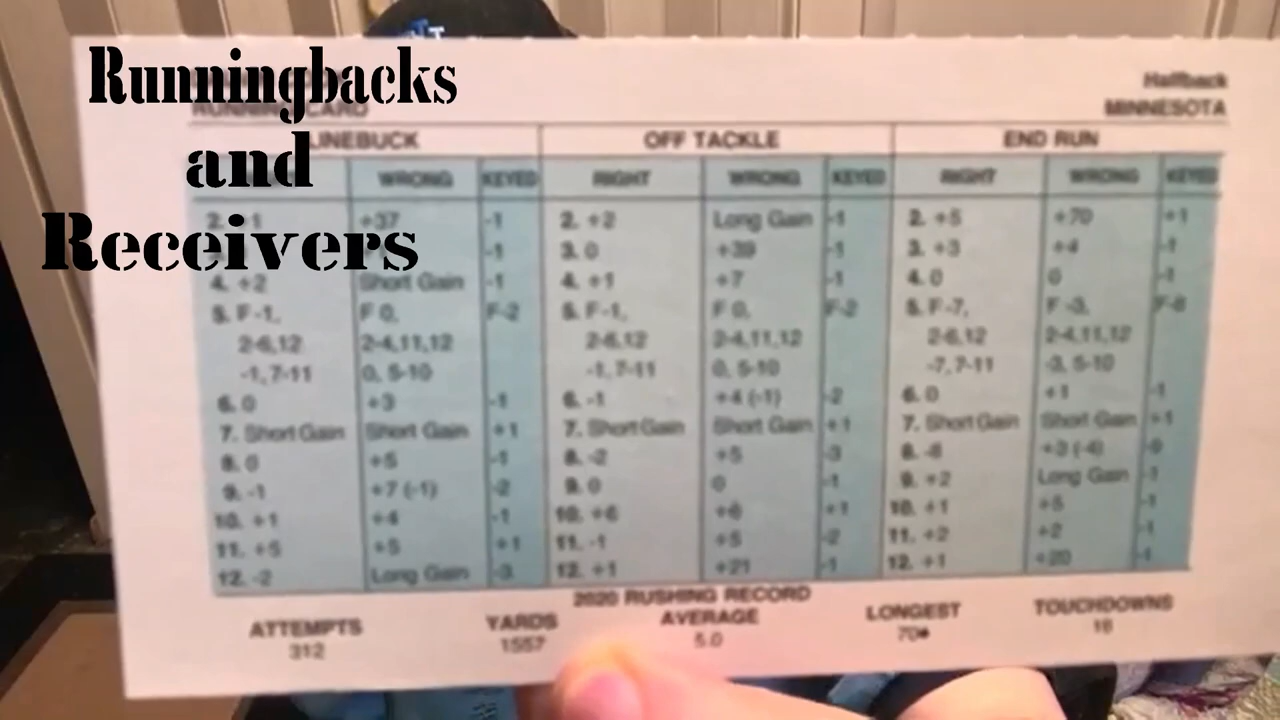 Runningbacks
and
Receivers
Halfback
RUNNING CARD MINNESOTA
LINEBUCK OFF TACKLE END RUN
WRONG KEYED RIGHT WRONG KEYED RIGHT WRONG KEYED
+37 -1 2. +2 Long Gain -1 2. +5 +70 +1
-1 3. 0 +39 -1 3. +3 +4 -1
4. +2 Short Gain -1 4. +1 +7 -1 4. 0 0 -1
5. F -1, F 0, F-2 5. F -1, F 0, F-2 5. F -7, F -3, F-8
2-6,12 2-4,11,12 2-6,12 2-4,11,12 2-6,12 2-4,11,12
-1, 7-11 0, 5-10 -1, 7-11 0, 5-10 -7, 7-11 -3, 5-10
6. 0 +3 -1 6. -1 +4 (-1) -2 6. 0 +1 -1
7. Short Gain Short Gain +1 7. Short Gain Short Gain +1 7. Short Gain Short Gain +1
8. 0 +5 -1 8. -2 +5 -3 8. +3 (-4)
9. -1 +7 (-1) -2 9. 0 0 -1 9. +2 Long Gain -1
10. +1 +4 -1 10. +6 +6 +1 10. +1 +5 -1
11. +5 +5 +1 11. -1 +5 -2 11. +2 +2 -1
12. -2 Long Gain -3 12. +1 +21 -1 12. +1 +20 -1
2020 RUSHING RECORD
ATTEMPTS YARDS AVERAGE LONGEST TOUCHDOWNS
312 1557 5.0 70 16